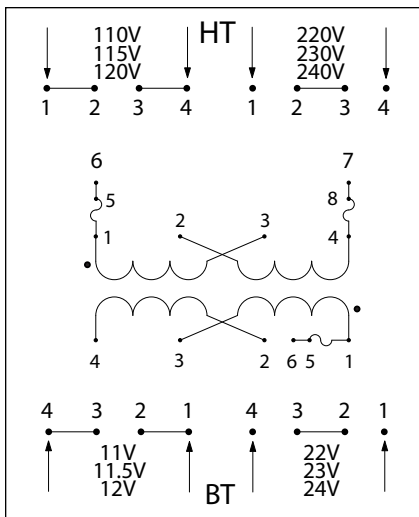 110V HT 220V
115V 230V
120V 240V
1 2 3 4 1 2 3 4
6 7
5 8
1 2 3 4
4 3 2 6 5 1
4 3 2 1 4 3 2 1
11V 22V
11.5V 23V
12V BT 24V